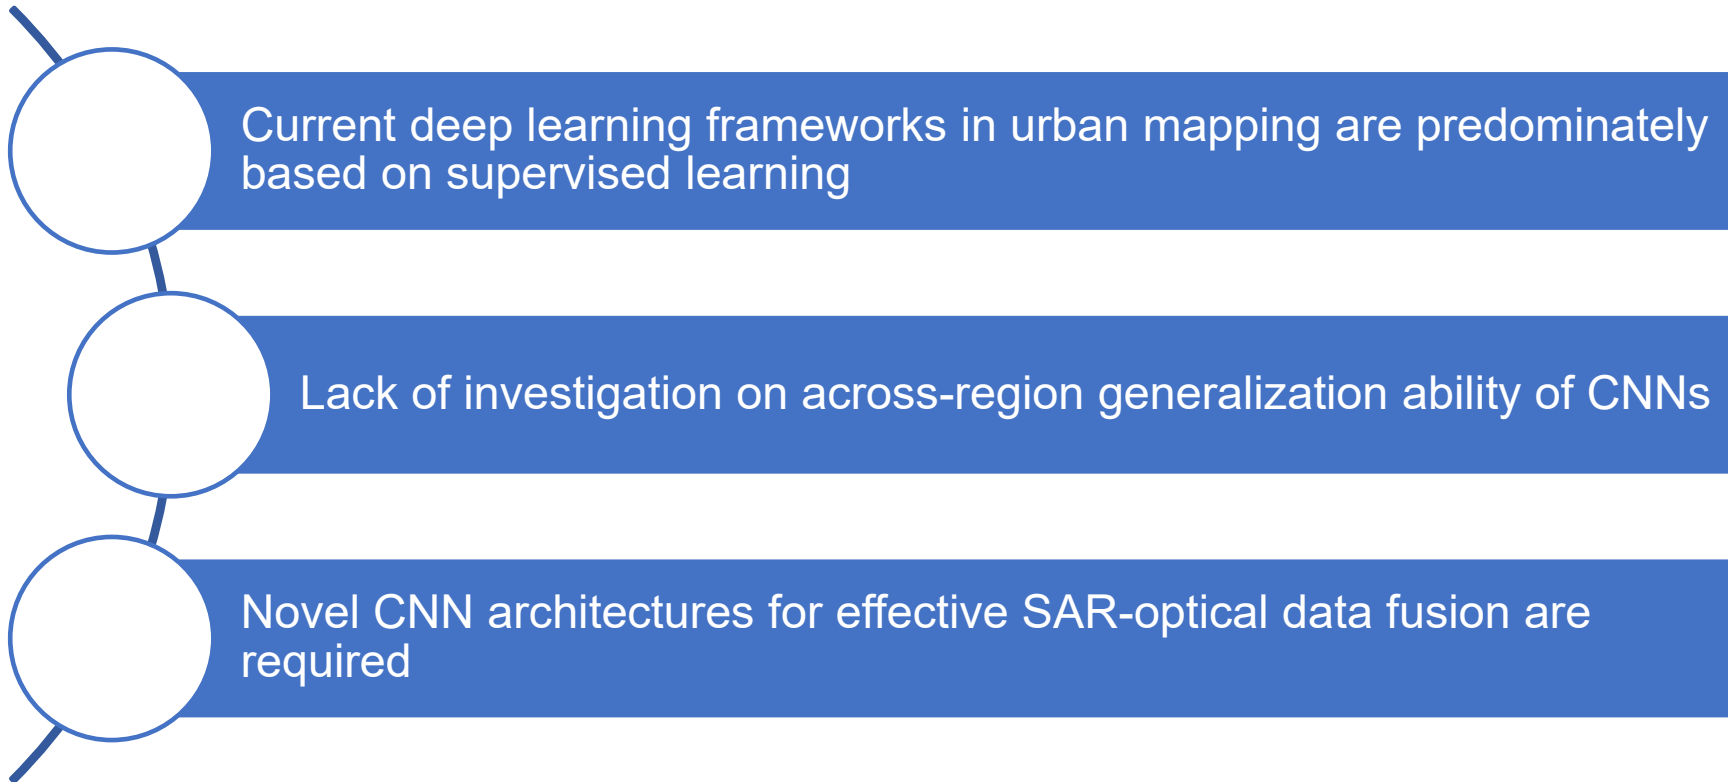 Current deep learning frameworks in urban mapping are predominately
based on supervised learning
Lack of investigation on across-region generalization ability of CNNs
Novel CNN architectures for effective SAR-optical data fusion are
required